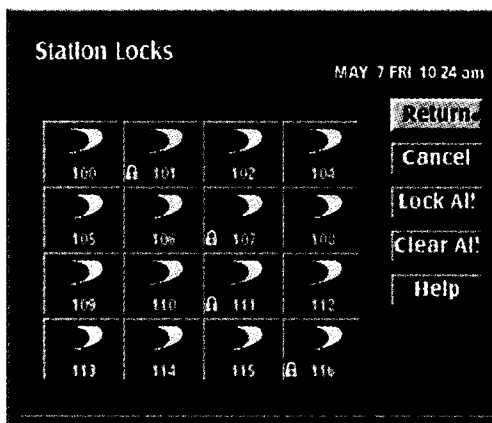 Station Locks
MAY 7 FRI 10 24 am
Return
Cancel
Lock All
Clear All
Help
100 101 102 104
105 106 107 108
109 110 111 112
113 114 115 116